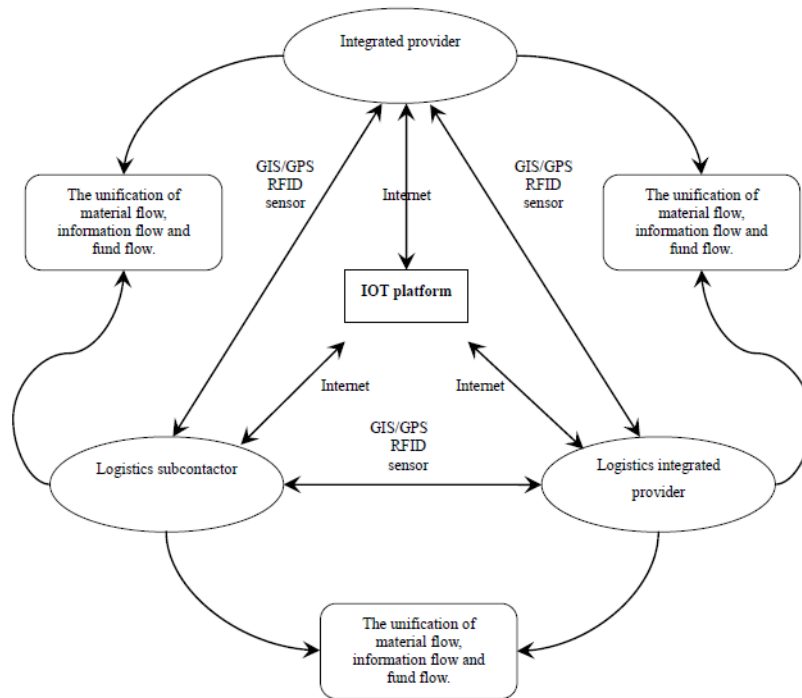 Integrated provider
GIS/GPS
RFID
sensor
GIS/GPS
RFID
sensor
The unification of
material flow,
information flow and
fund flow.
Internet
The unification of
material flow,
information flow and
fund flow.
IOT platform
Internet
Internet
GIS/GPS
RFID
sensor
Logistics subcontactor
Logistics integrated
provider
The unification of
material flow,
information flow and
fund flow.